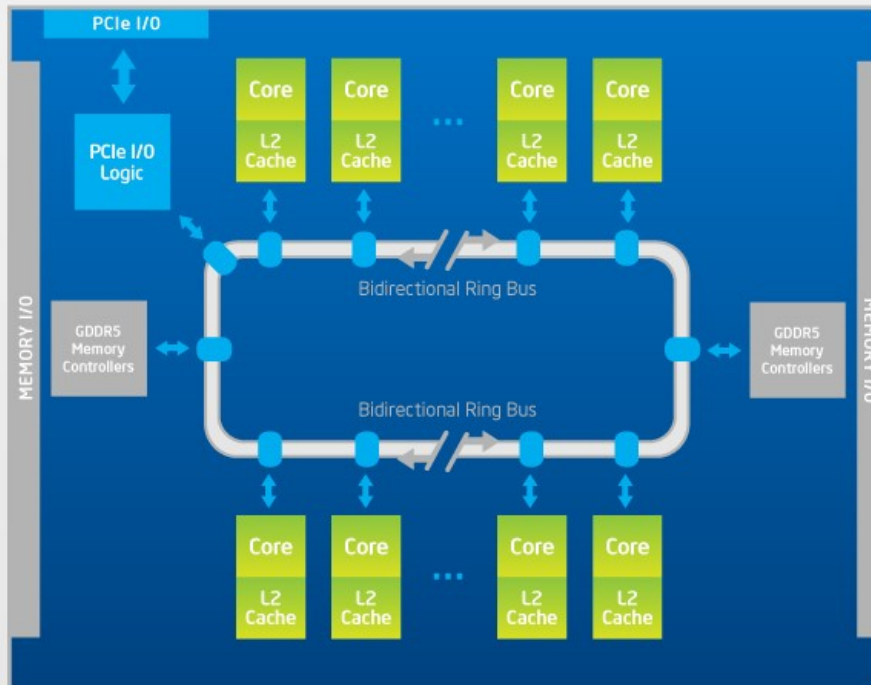 PCIe I/O
PCIe I/O
Logic
Core
L2
Cache
Core
L2
Cache
...
Core
L2
Cache
Core
L2
Cache
Bidirectional Ring Bus
MEMORY I/O
GDDR5
Memory
Controllers
GDDR5
Memory
Controllers
MEMORY I/O
Bidirectional Ring Bus
Core
L2
Cache
Core
L2
Cache
...
Core
L2
Cache
Core
L2
Cache